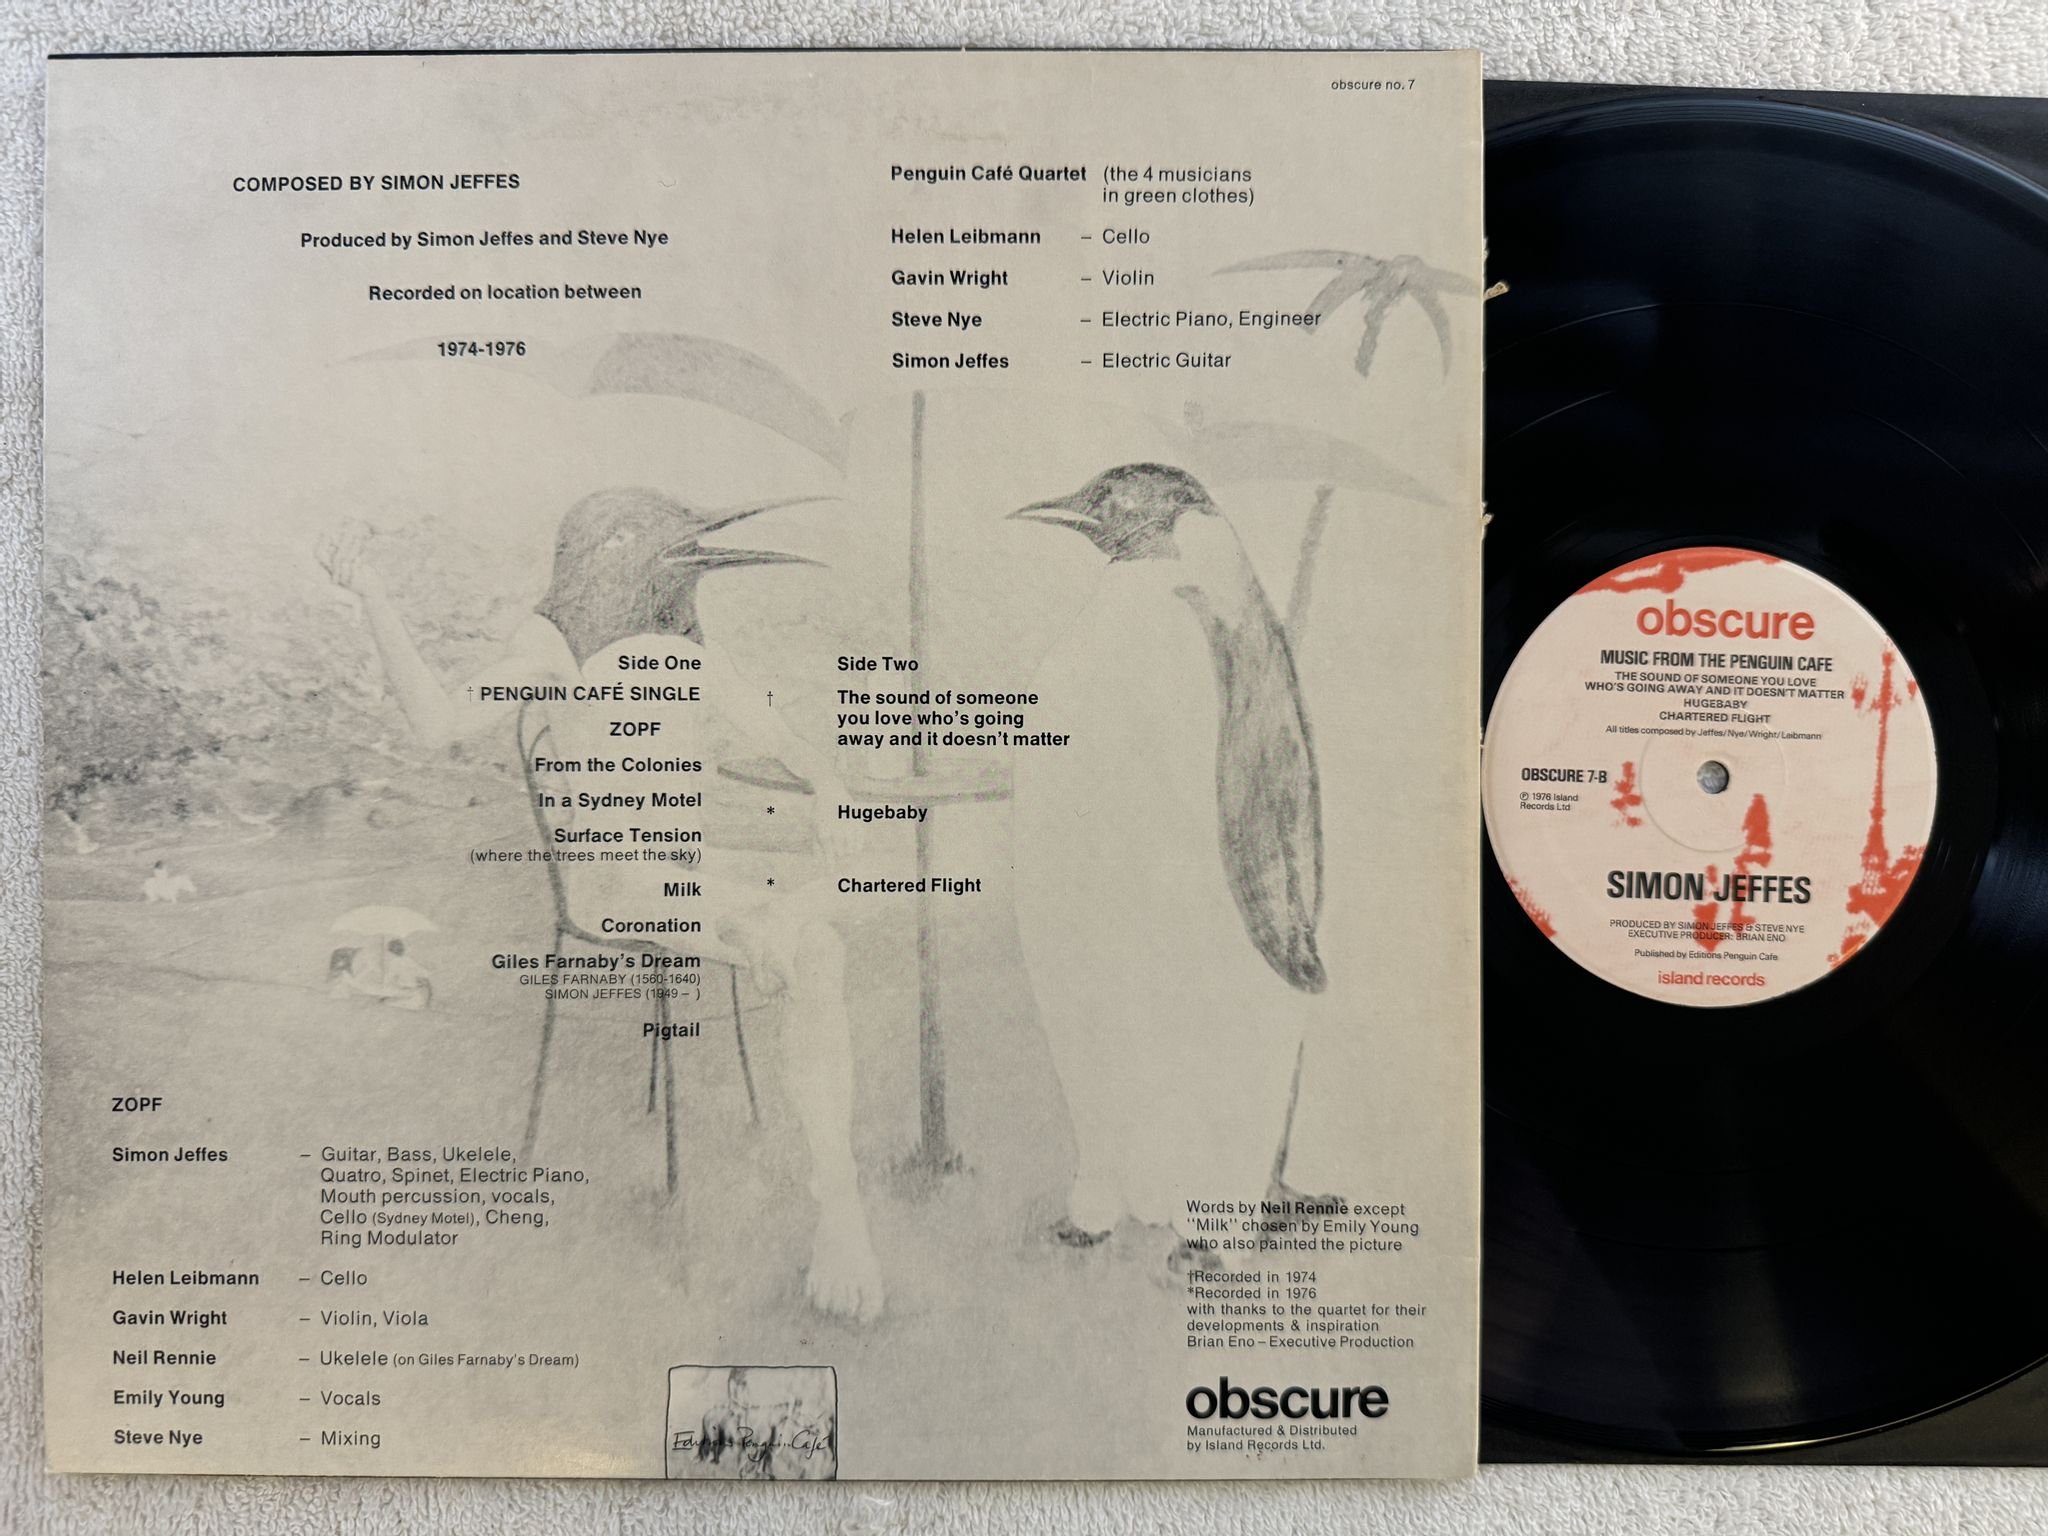 obscure no. 7
COMPOSED BY SIMON JEFFES
Produced by Simon Jeffes and Steve Nye
Recorded on location between
1974-1976
Penguin Café Quartet (the 4 musicians
in green clothes)
Helen Leibmann – Cello
Gavin Wright – Violin
Steve Nye – Electric Piano, Engineer
Simon Jeffes – Electric Guitar
Side One
† PENGUIN CAFÉ SINGLE
ZOPF
From the Colonies
In a Sydney Motel
Surface Tension
(where the trees meet the sky)
Milk
Coronation
Giles Farnaby's Dream
GILES FARNABY (1560-1640)
SIMON JEFFES (1949 – )
Pigtail
Side Two
† The sound of someone
you love who's going
away and it doesn't matter
* Hugebaby
* Chartered Flight
ZOPF
Simon Jeffes – Guitar, Bass, Ukelele,
Quatro, Spinet, Electric Piano,
Mouth percussion, vocals,
Cello (Sydney Motel), Cheng,
Ring Modulator
Helen Leibmann – Cello
Gavin Wright – Violin, Viola
Neil Rennie – Ukelele (on Giles Farnaby's Dream)
Emily Young – Vocals
Steve Nye – Mixing
Editions Penguin Café
Words by Neil Rennie except
"Milk" chosen by Emily Young
who also painted the picture
†Recorded in 1974
*Recorded in 1976
with thanks to the quartet for their
developments & inspiration
Brian Eno – Executive Production
obscure
Manufactured & Distributed
by Island Records Ltd.
obscure
MUSIC FROM THE PENGUIN CAFE
THE SOUND OF SOMEONE YOU LOVE
WHO'S GOING AWAY AND IT DOESN'T MATTER
HUGEBABY
CHARTERED FLIGHT
All titles composed by Jeffes/Nye/Wright/Leibmann
OBSCURE 7-B
℗ 1976 Island
Records Ltd
SIMON JEFFES
PRODUCED BY SIMON JEFFES & STEVE NYE
EXECUTIVE PRODUCER: BRIAN ENO
Published by Editions Penguin Cafe
island records